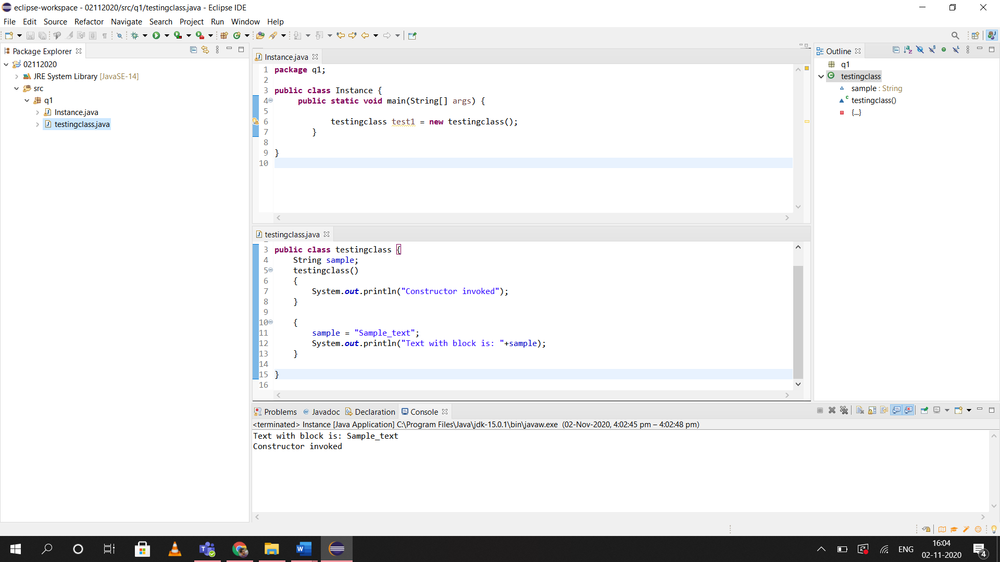 eclipse-workspace - 02112020/src/q1/testingclass.java - Eclipse IDE
File Edit Source Refactor Navigate Search Project Run Window Help
Package Explorer
02112020
JRE System Library [JavaSE-14]
src
q1
Instance.java
testingclass.java
Instance.java
1 package q1;
2
3 public class Instance {
4 public static void main(String[] args) {
5
6 testingclass test1 = new testingclass();
7 }
8
9 }
10
testingclass.java
3 public class testingclass {
4 String sample;
5 testingclass()
6 {
7 System.out.println("Constructor invoked");
8 }
9
10 {
11 sample = "Sample_text";
12 System.out.println("Text with block is: "+sample);
13 }
14
15 }
16
Outline
q1
testingclass
sample : String
testingclass()
{...}
Problems @ Javadoc Declaration Console
<terminated> Instance [Java Application] C:\Program Files\Java\jdk-15.0.1\bin\javaw.exe (02-Nov-2020, 4:02:45 pm – 4:02:48 pm)
Text with block is: Sample_text
Constructor invoked
ENG
16:04
02-11-2020
4